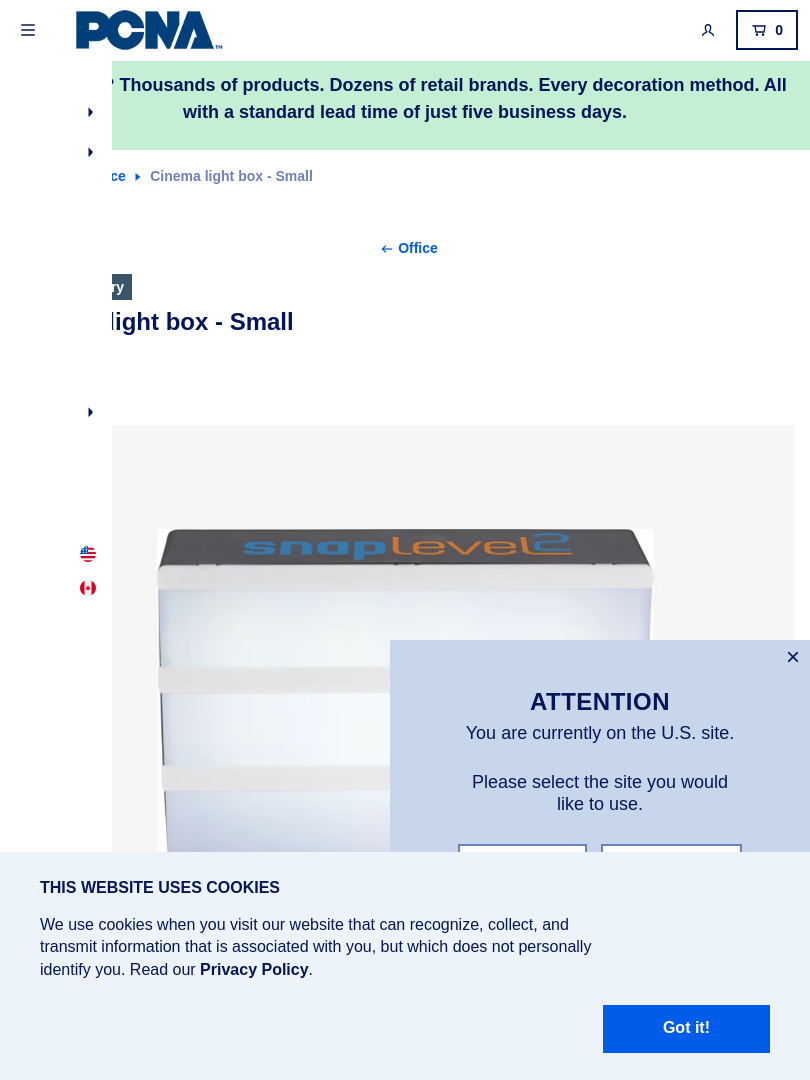 PCNA™
0
? Thousands of products. Dozens of retail brands. Every decoration method. All
with a standard lead time of just five business days.
ce Cinema light box - Small
Office
ry
light box - Small
snaplevel2
ATTENTION
You are currently on the U.S. site.
Please select the site you would
like to use.
THIS WEBSITE USES COOKIES
We use cookies when you visit our website that can recognize, collect, and
transmit information that is associated with you, but which does not personally
identify you. Read our Privacy Policy.
Got it!